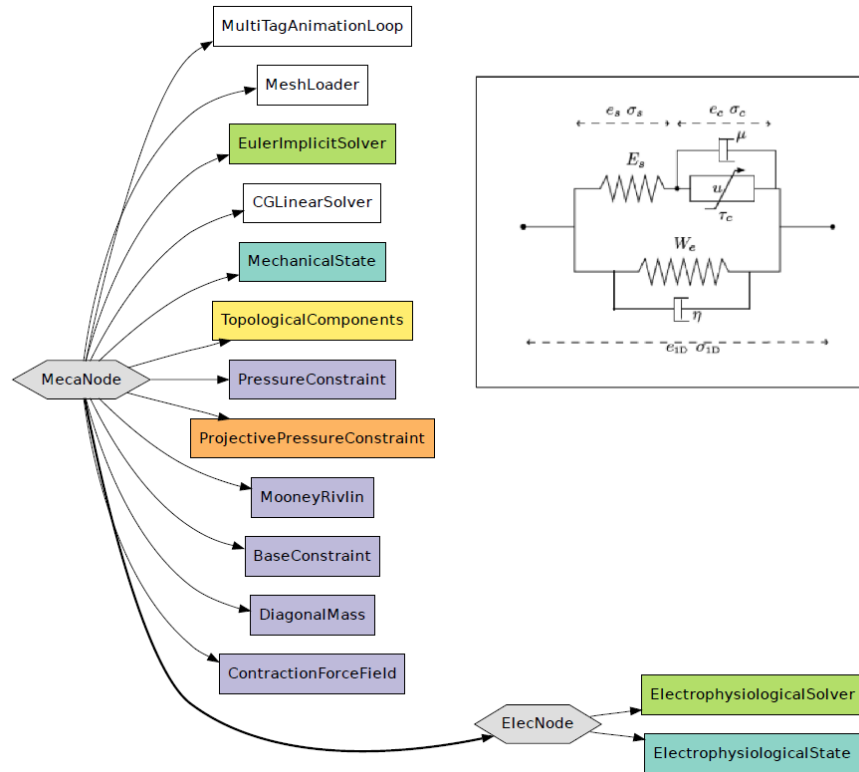 MultiTagAnimationLoop
MeshLoader
EulerImplicitSolver
CGLinearSolver
MechanicalState
TopologicalComponents
MecaNode
PressureConstraint
ProjectivePressureConstraint
MooneyRivlin
BaseConstraint
DiagonalMass
ContractionForceField
ElecNode
ElectrophysiologicalSolver
ElectrophysiologicalState
e_s σ_s
e_c σ_c
μ
E_s
u
τ_c
W_e
η
e_1D σ_1D